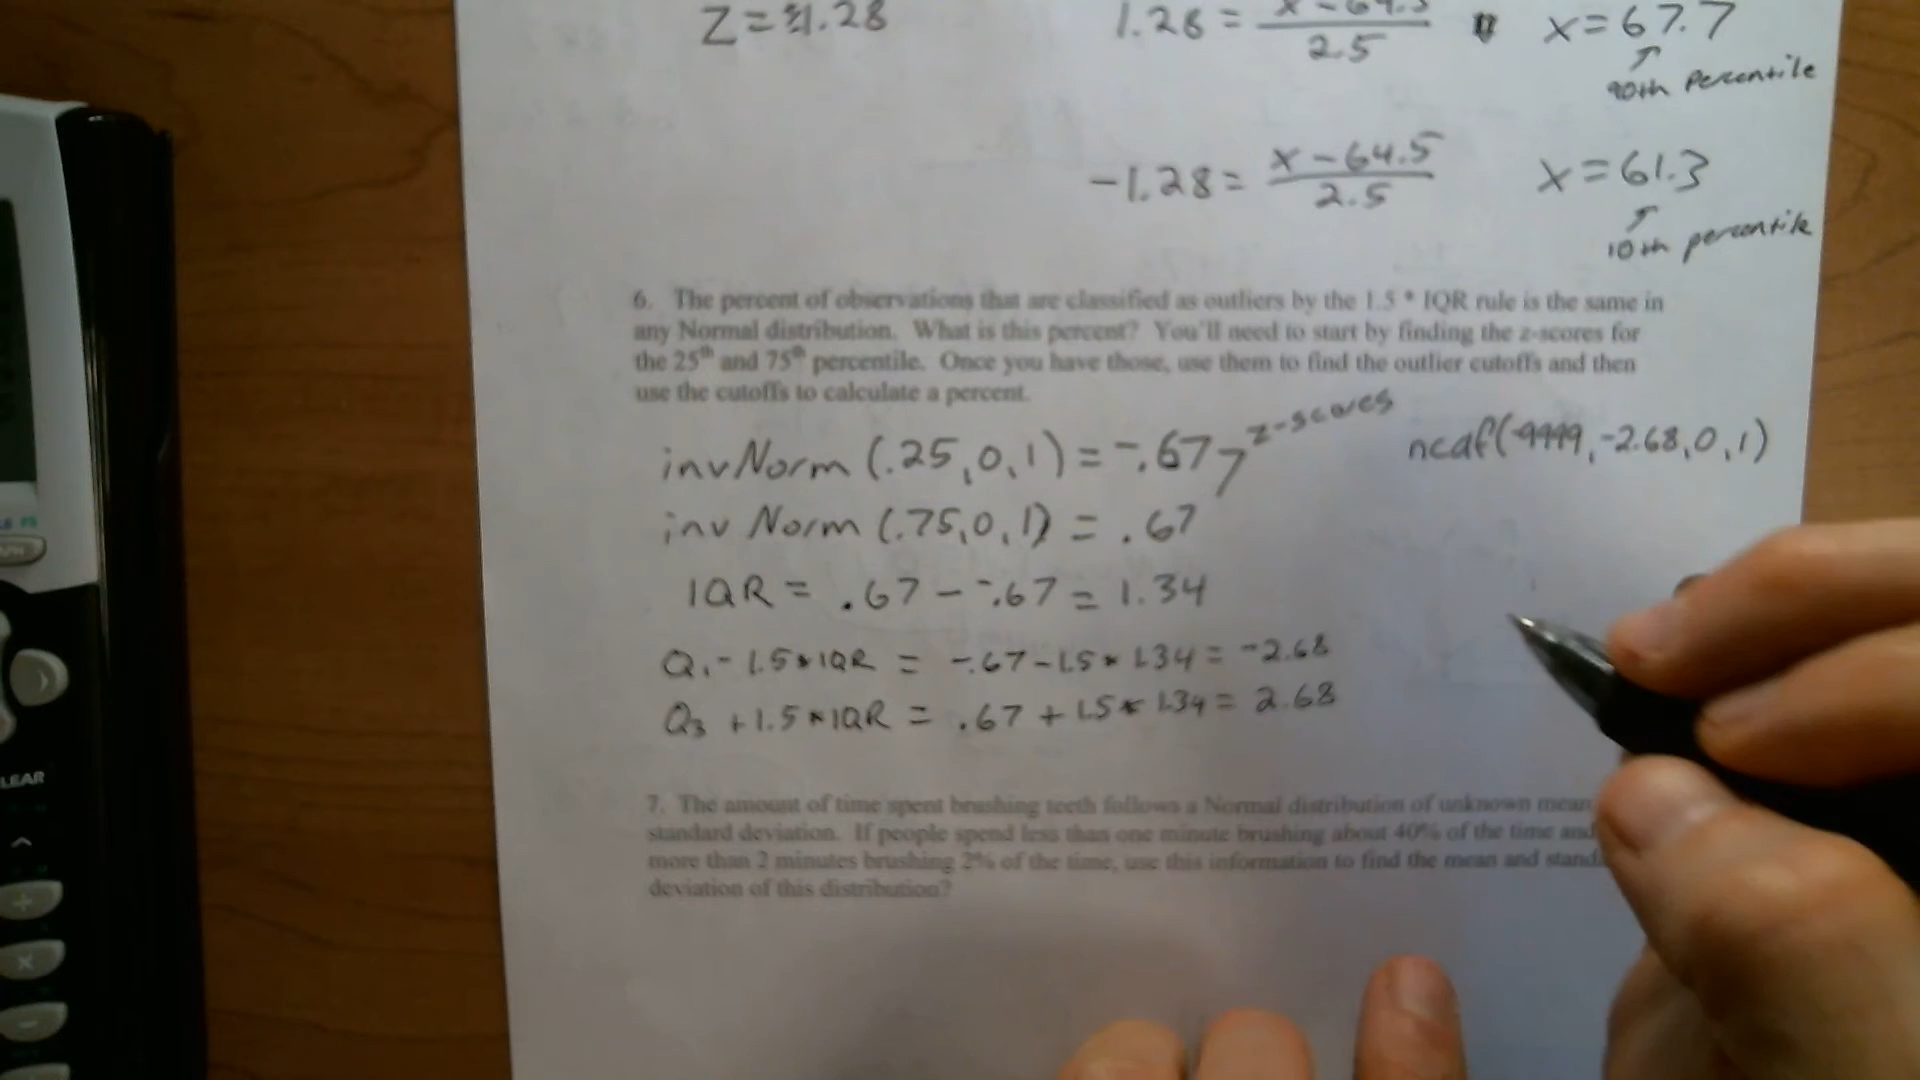 Z = 1.28
1.28 = x - 64.5 / 2.5
x = 67.7
90th Percentile
-1.28 = x - 64.5 / 2.5
x = 61.3
10th percentile
6. The percent of observations that are classified as outliers by the 1.5 * IQR rule is the same in
any Normal distribution. What is this percent? You'll need to start by finding the z-scores for
the 25th and 75th percentile. Once you have those, use them to find the outlier cutoffs and then
use the cutoffs to calculate a percent.
invNorm (.25,0,1) = -.67
z-scores
ncdf(-9999,-2.68,0,1)
inv Norm (.75,0,1) = .67
IQR = .67 - -.67 = 1.34
Q1 - 1.5*IQR = -.67 - 1.5 * 1.34 = -2.68
Q3 + 1.5*IQR = .67 + 1.5 * 1.34 = 2.68
7. The amount of time spent brushing teeth follows a Normal distribution of unknown mean
standard deviation. If people spend less than one minute brushing about 40% of the time and
more than 2 minutes brushing 2% of the time, use this information to find the mean and stand
deviation of this distribution?
LEAR